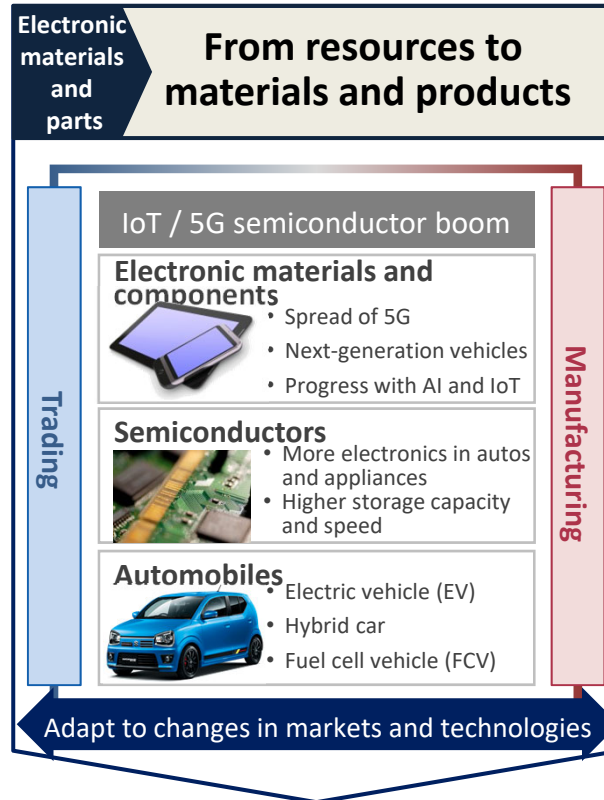 Electronic
materials
and
parts
From resources to
materials and products
Trading
IoT / 5G semiconductor boom
Electronic materials and
components
• Spread of 5G
• Next-generation vehicles
• Progress with AI and IoT
Semiconductors
• More electronics in autos
and appliances
• Higher storage capacity
and speed
Automobiles
• Electric vehicle (EV)
• Hybrid car
• Fuel cell vehicle (FCV)
Manufacturing
Adapt to changes in markets and technologies